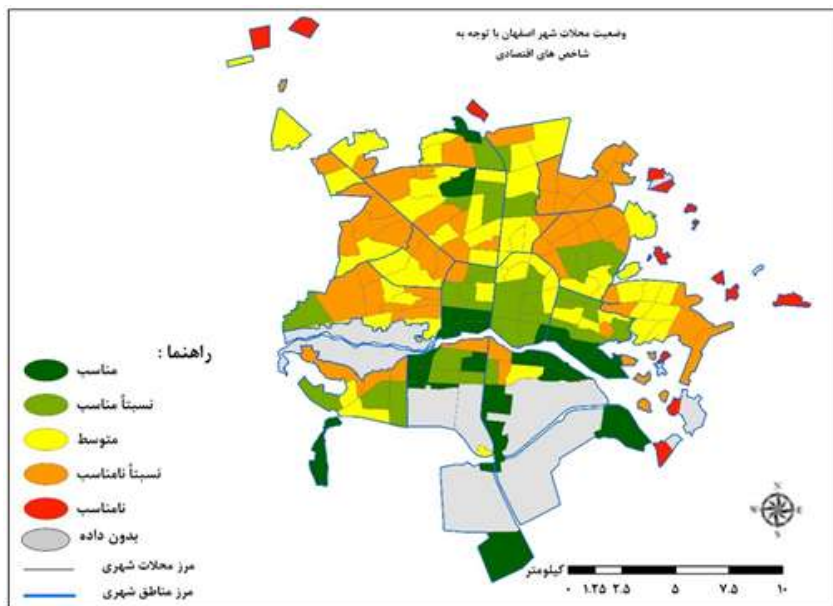 وضعیت محلات شهر اصفهان با توجه به
شاخص های اقتصادی
راهنما :
مناسب
نسبتاً مناسب
متوسط
نسبتاً نامناسب
نامناسب
بدون داده
مرز محلات شهری
مرز مناطق شهری
N
W E
S
کیلومتر
۰ ۱.۲۵ ۲.۵ ۵ ۷.۵ ۱۰